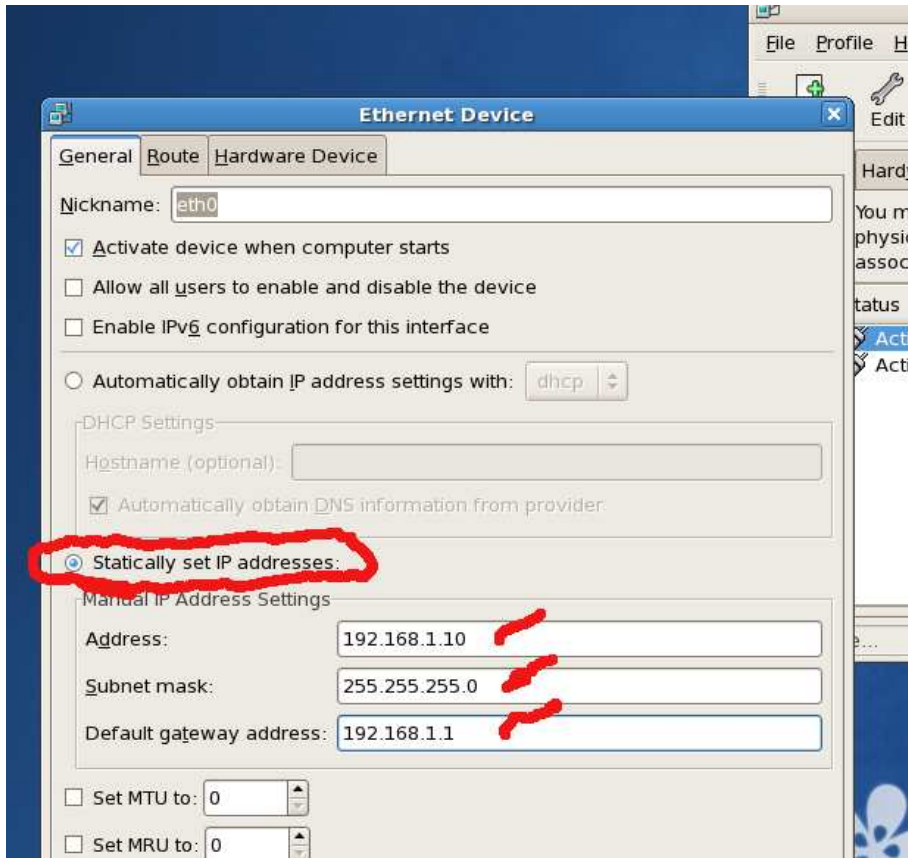 File Profile H
Edit
Ethernet Device
General Route Hardware Device
Nickname: eth0
Activate device when computer starts
Allow all users to enable and disable the device
Enable IPv6 configuration for this interface
Automatically obtain IP address settings with: dhcp
DHCP Settings
Hostname (optional):
Automatically obtain DNS information from provider
Statically set IP addresses:
Manual IP Address Settings
Address: 192.168.1.10
Subnet mask: 255.255.255.0
Default gateway address: 192.168.1.1
Set MTU to: 0
Set MRU to: 0
Hard
You m
physi
assoc
tatus
Acti
Acti
e...